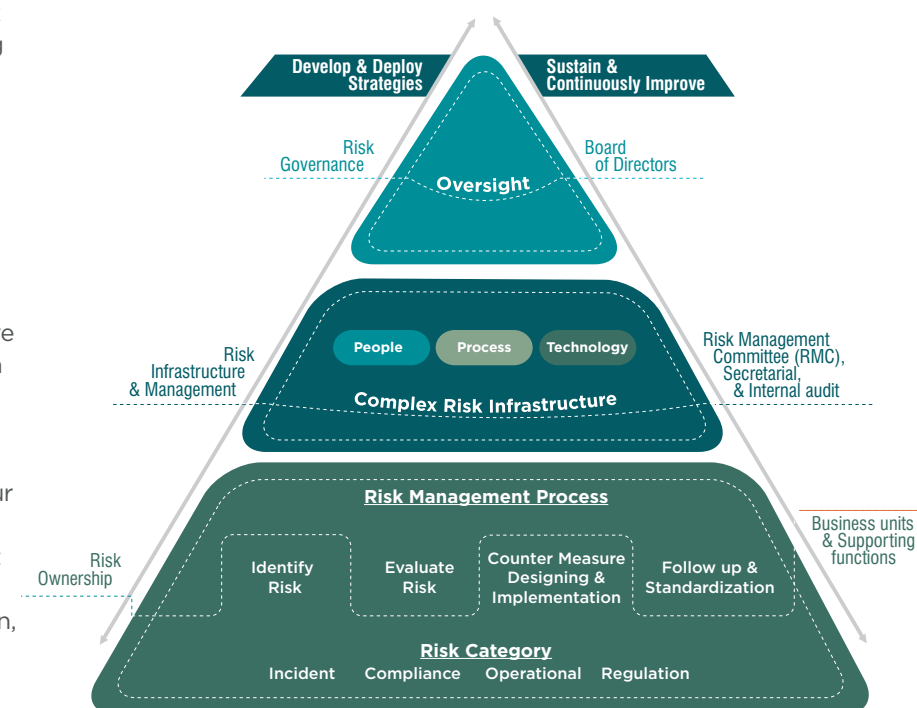 g
e
n
ur
n,
Develop & Deploy
Strategies
Sustain &
Continuously Improve
Risk
Governance
Board
of Directors
Oversight
Risk
Infrastructure
& Management
People
Process
Technology
Complex Risk Infrastructure
Risk Management
Committee (RMC),
Secretarial,
& Internal audit
Risk Management Process
Risk
Ownership
Identify
Risk
Evaluate
Risk
Counter Measure
Designing &
Implementation
Follow up &
Standardization
Business units
& Supporting
functions
Risk Category
Incident Compliance Operational Regulation